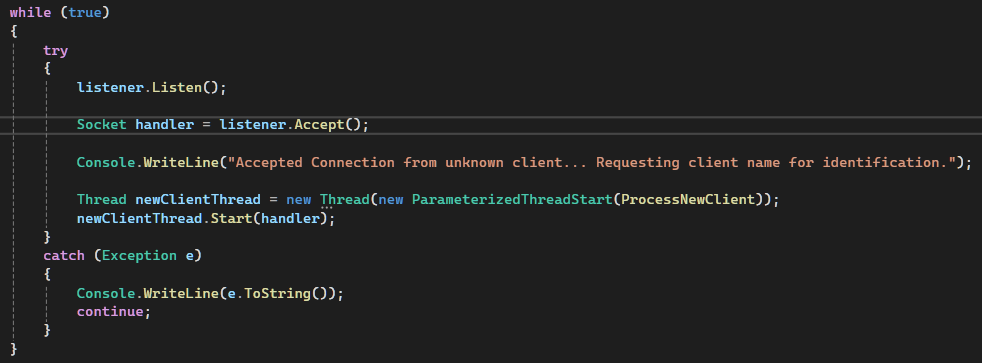 while (true)
{
    try
    {
        listener.Listen();

        Socket handler = listener.Accept();

        Console.WriteLine("Accepted Connection from unknown client... Requesting client name for identification.");

        Thread newClientThread = new Thread(new ParameterizedThreadStart(ProcessNewClient));
        newClientThread.Start(handler);
    }
    catch (Exception e)
    {
        Console.WriteLine(e.ToString());
        continue;
    }
}